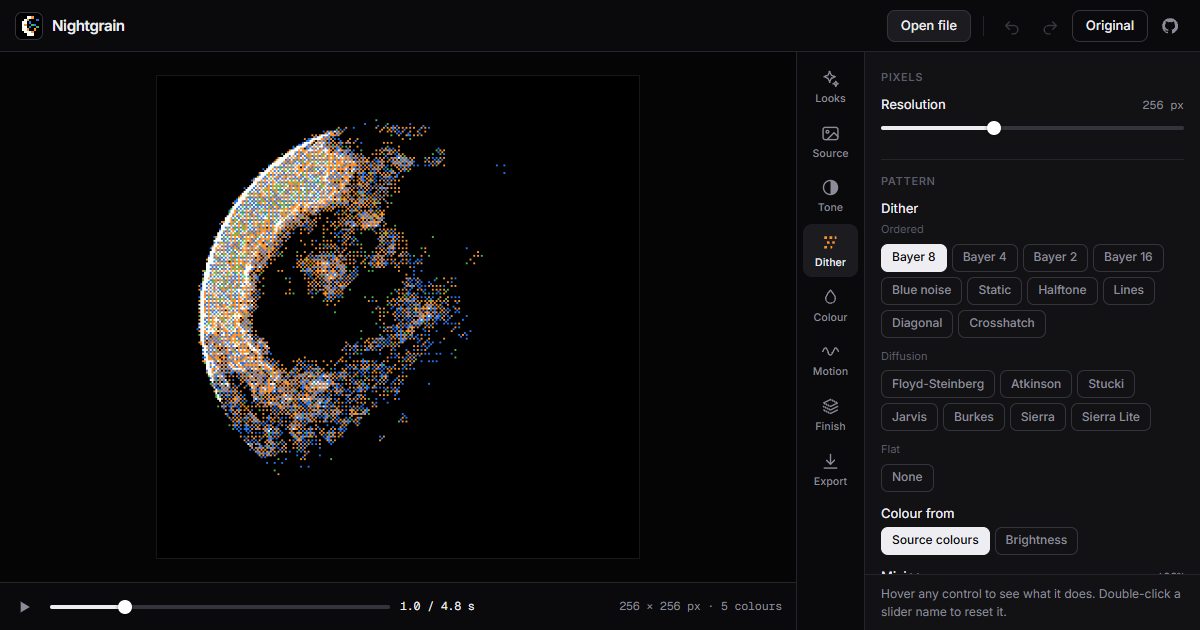 Nightgrain
Open file
Original
Looks
Source
Tone
Dither
Colour
Motion
Finish
Export
PIXELS
Resolution 256 px
PATTERN
Dither
Ordered
Bayer 8 Bayer 4 Bayer 2 Bayer 16
Blue noise Static Halftone Lines
Diagonal Crosshatch
Diffusion
Floyd-Steinberg Atkinson Stucki
Jarvis Burkes Sierra Sierra Lite
Flat
None
Colour from
Source colours Brightness
Hover any control to see what it does. Double-click a
slider name to reset it.
1.0 / 4.8 s
256 × 256 px · 5 colours